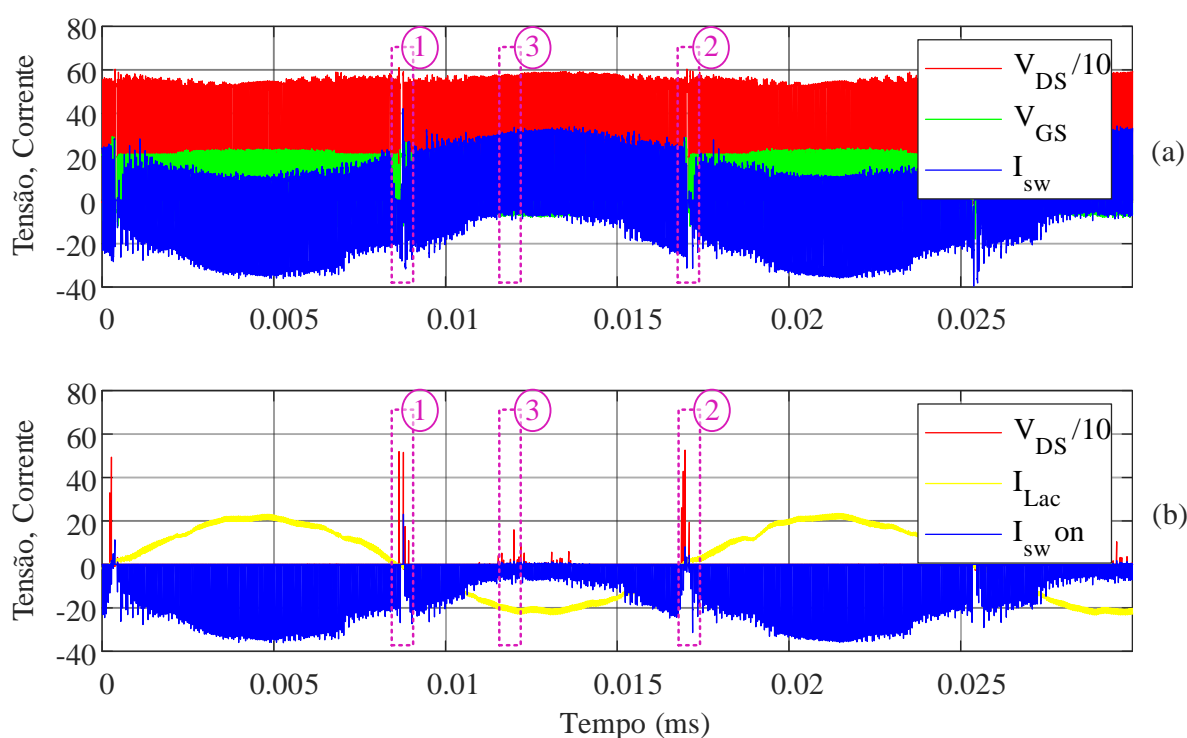 80
60
40
20
0
-20
-40
Tensão, Corrente
1
3
2
V_DS/10
V_GS
I_sw
(a)
0
0.005
0.01
0.015
0.02
0.025
80
60
40
20
0
-20
-40
Tensão, Corrente
1
3
2
V_DS/10
I_Lac
I_sw on
(b)
0
0.005
0.01
0.015
0.02
0.025
Tempo (ms)